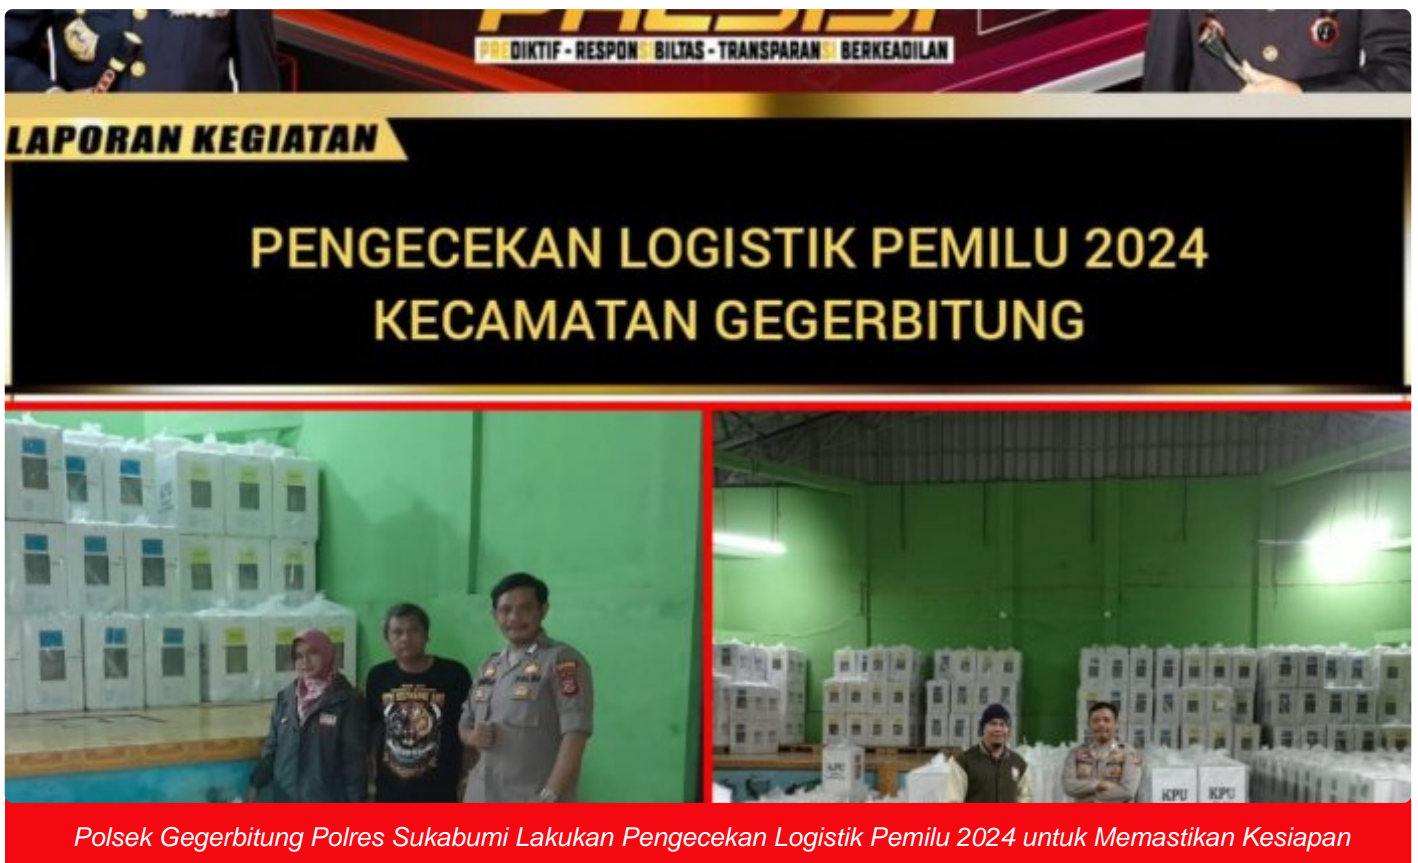 PREDIKTIF - RESPONSIBILTAS - TRANSPARANSI BERKEADILAN
LAPORAN KEGIATAN
PENGECEKAN LOGISTIK PEMILU 2024
KECAMATAN GEGERBITUNG
KPU
KPU KPU
Polsek Gegerbitung Polres Sukabumi Lakukan Pengecekan Logistik Pemilu 2024 untuk Memastikan Kesiapan